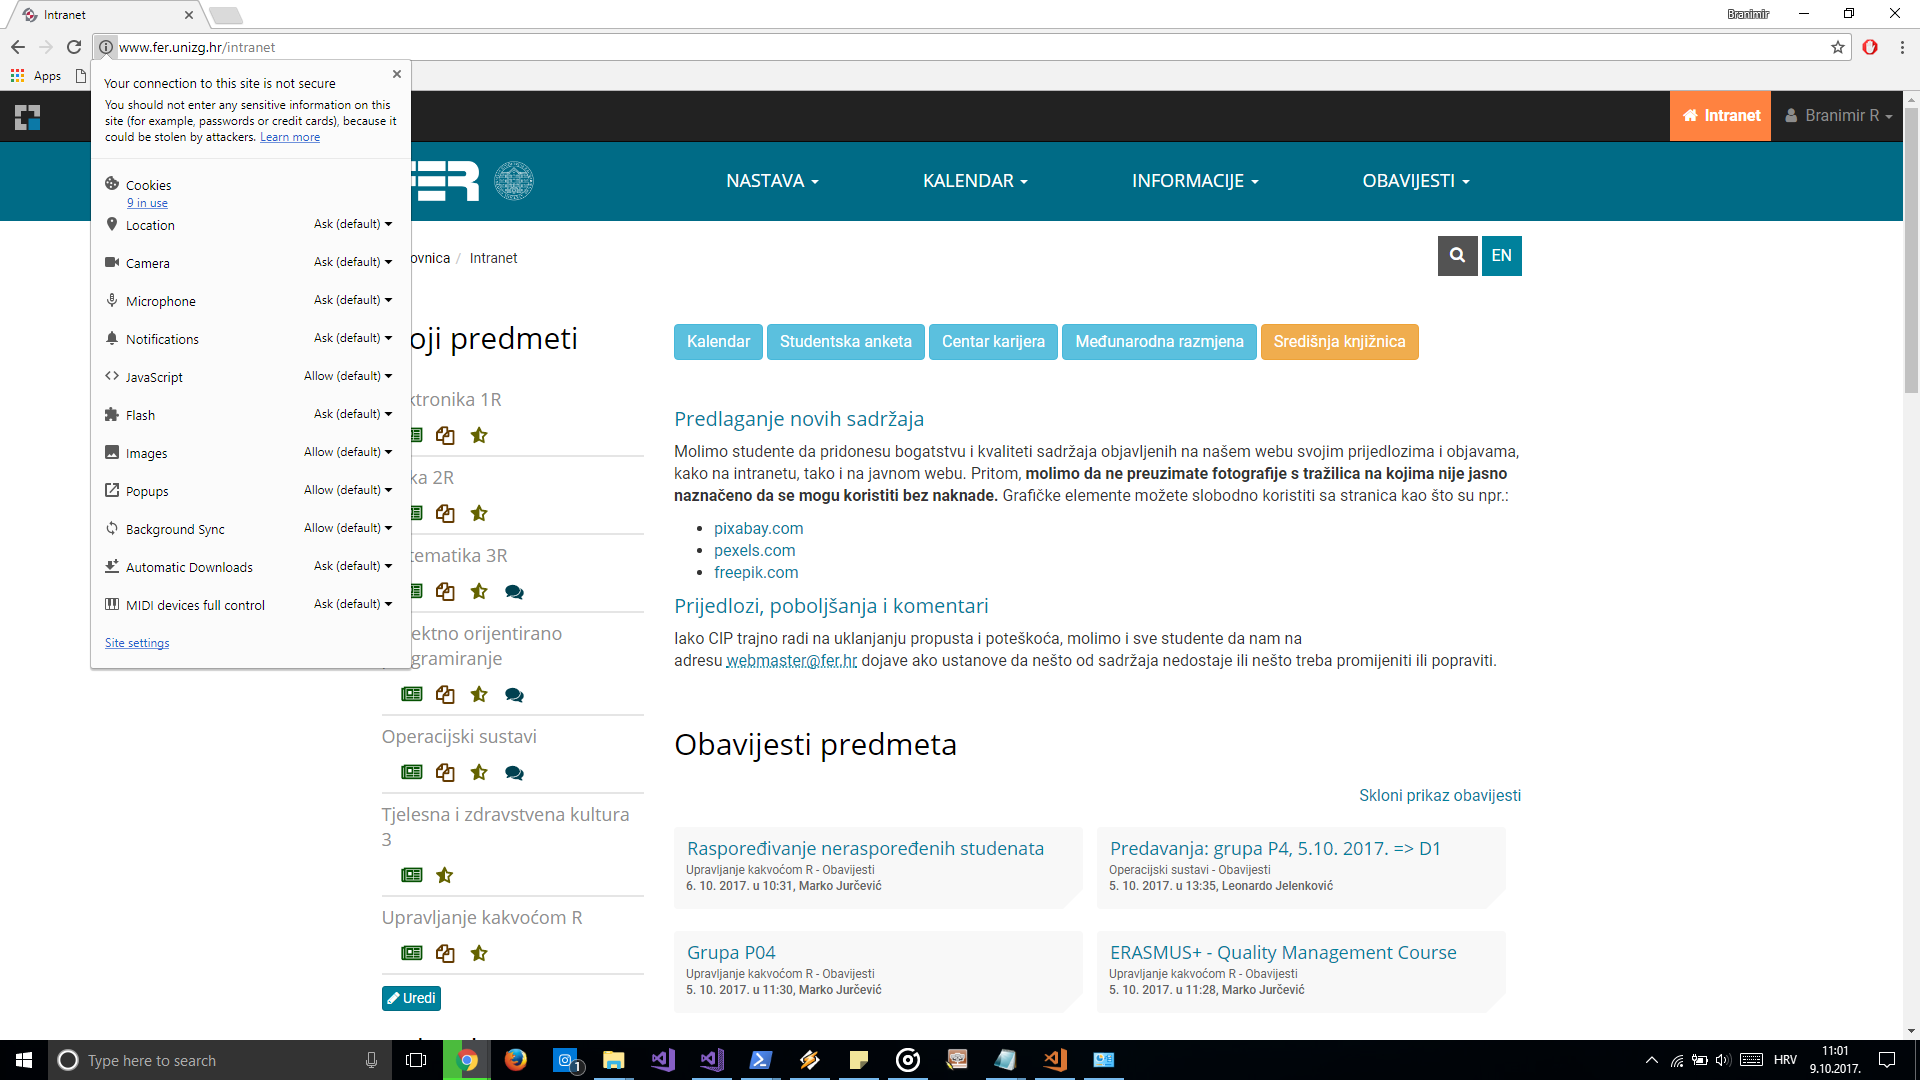 Intranet
Branimir
www.fer.unizg.hr/intranet
Apps
Your connection to this site is not secure
You should not enter any sensitive information on this
site (for example, passwords or credit cards), because it
could be stolen by attackers. Learn more
Cookies
9 in use
Location Ask (default)
Camera Ask (default)
Microphone Ask (default)
Notifications Ask (default)
JavaScript Allow (default)
Flash Ask (default)
Images Allow (default)
Popups Allow (default)
Background Sync Allow (default)
Automatic Downloads Ask (default)
MIDI devices full control Ask (default)
Site settings
Intranet Branimir R
FER NASTAVA KALENDAR INFORMACIJE OBAVIJESTI
ovnica / Intranet
EN
oji predmeti
ktronika 1R
ka 2R
tematika 3R
ektno orijentirano
gramiranje
Operacijski sustavi
Tjelesna i zdravstvena kultura
3
Upravljanje kakvoćom R
Uredi
Kalendar Studentska anketa Centar karijera Međunarodna razmjena Središnja knjižnica
Predlaganje novih sadržaja
Molimo studente da pridonesu bogatstvu i kvaliteti sadržaja objavljenih na našem webu svojim prijedlozima i objavama,
kako na intranetu, tako i na javnom webu. Pritom, molimo da ne preuzimate fotografije s tražilica na kojima nije jasno
naznačeno da se mogu koristiti bez naknade. Grafičke elemente možete slobodno koristiti sa stranica kao što su npr.:
• pixabay.com
• pexels.com
• freepik.com
Prijedlozi, poboljšanja i komentari
Iako CIP trajno radi na uklanjanju propusta i poteškoća, molimo i sve studente da nam na
adresu webmaster@fer.hr dojave ako ustanove da nešto od sadržaja nedostaje ili nešto treba promijeniti ili popraviti.
Obavijesti predmeta
Skloni prikaz obavijesti
Raspoređivanje neraspoređenih studenata
Upravljanje kakvoćom R - Obavijesti
6. 10. 2017. u 10:31, Marko Jurčević
Predavanja: grupa P4, 5.10. 2017. => D1
Operacijski sustavi - Obavijesti
5. 10. 2017. u 13:35, Leonardo Jelenković
Grupa P04
Upravljanje kakvoćom R - Obavijesti
5. 10. 2017. u 11:30, Marko Jurčević
ERASMUS+ - Quality Management Course
Upravljanje kakvoćom R - Obavijesti
5. 10. 2017. u 11:28, Marko Jurčević
Type here to search
1
HRV
11:01
9.10.2017.